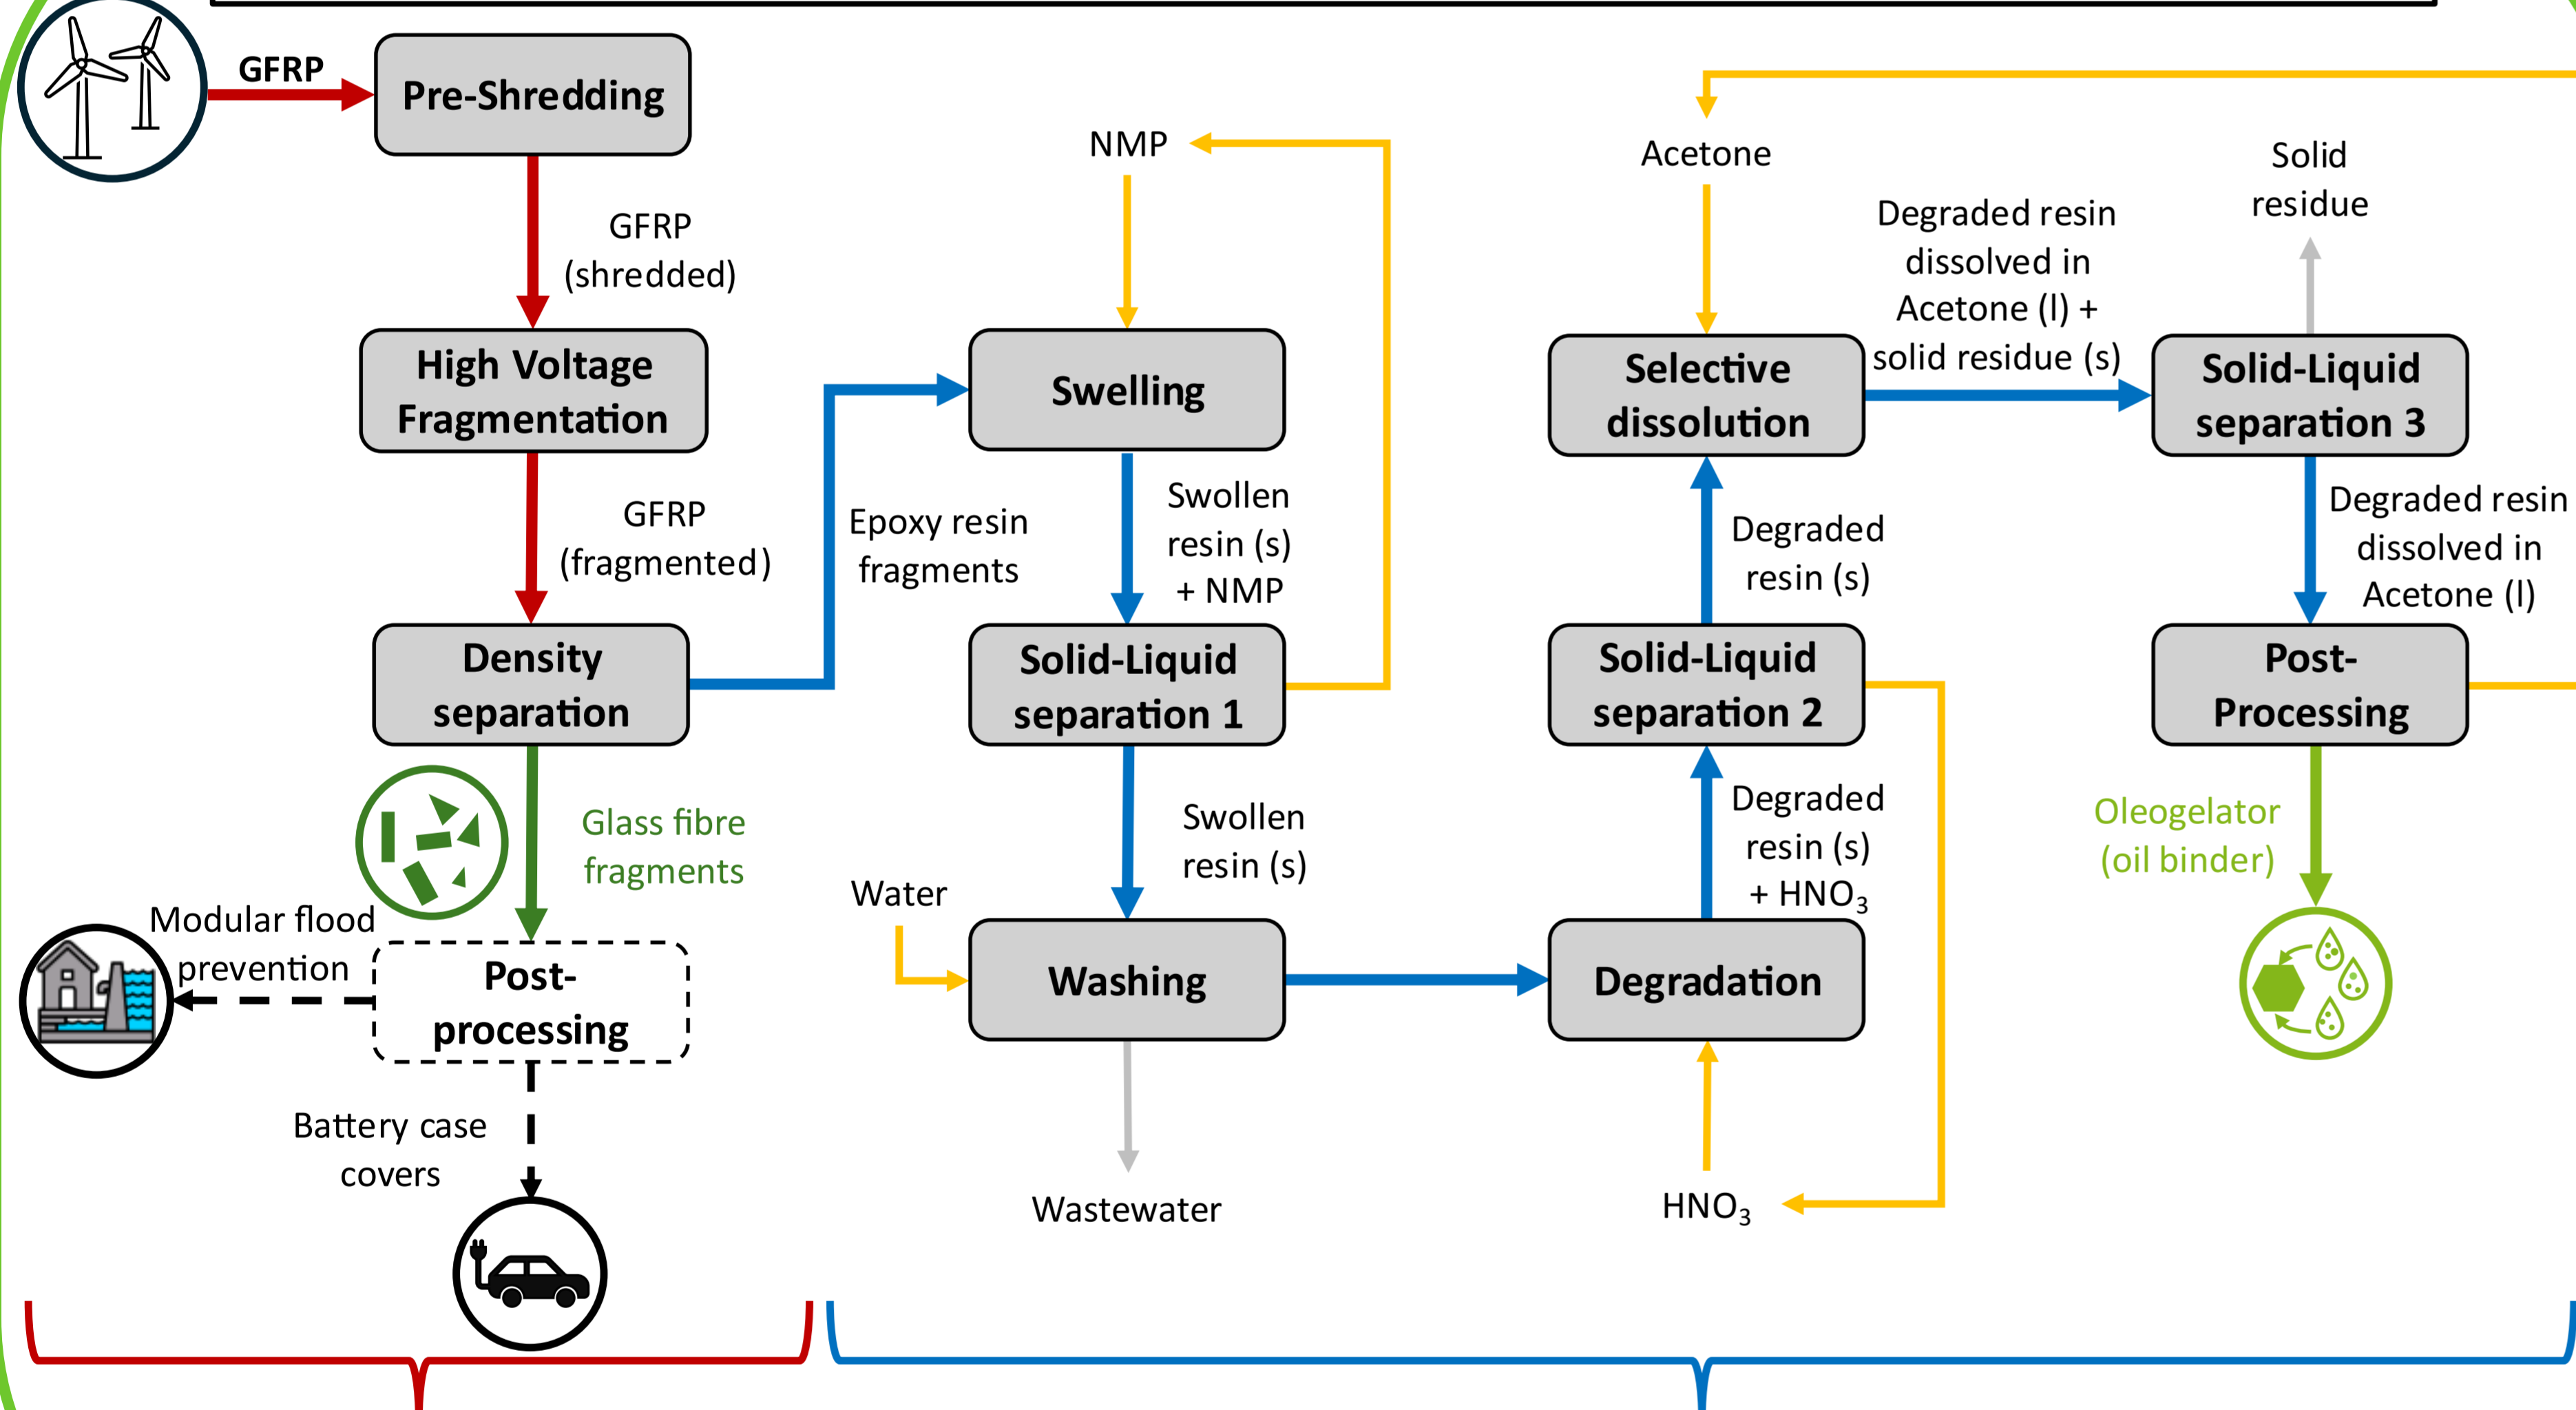 GFRP
Pre-Shredding
GFRP
(shredded)
High Voltage
Fragmentation
GFRP
(fragmented)
Density
separation
Glass fibre
fragments
Post-
processing
Modular flood
prevention
Battery case
covers
Epoxy resin
fragments
NMP
Swelling
Swollen
resin (s)
+ NMP
Solid-Liquid
separation 1
Swollen
resin (s)
Water
Washing
Wastewater
Degradation
HNO₃
Degraded
resin (s)
+ HNO₃
Solid-Liquid
separation 2
Degraded
resin (s)
Acetone
Selective
dissolution
Degraded resin
dissolved in
Acetone (l) +
solid residue (s)
Solid
residue
Solid-Liquid
separation 3
Degraded resin
dissolved in
Acetone (l)
Post-
Processing
Oleogelator
(oil binder)